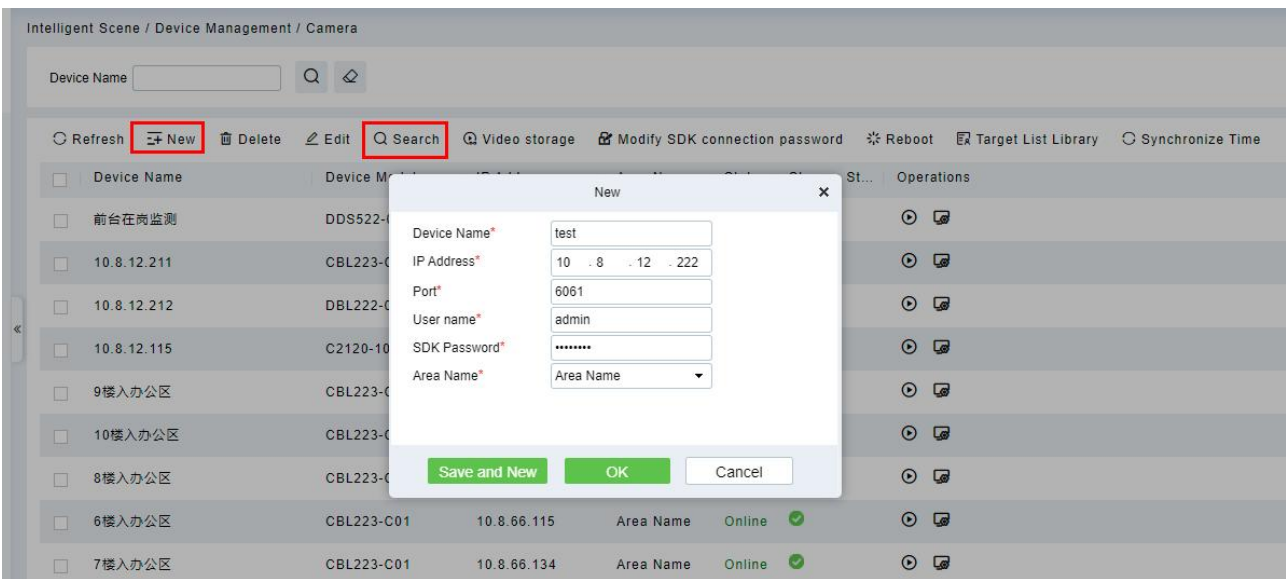 Intelligent Scene / Device Management / Camera
Device Name
Refresh New Delete Edit Search Video storage Modify SDK connection password Reboot Target List Library Synchronize Time
Device Name Device St... Operations
New
前台在岗监测 DDS522-
Device Name* test
10.8.12.211 CBL223-
IP Address* 10 . 8 . 12 . 222
Port* 6061
10.8.12.212 DBL222-
User name* admin
10.8.12.115 C2120-10
SDK Password* ••••••••
Area Name* Area Name
9楼入办公区 CBL223-
10楼入办公区 CBL223-
8楼入办公区 CBL223-
Save and New OK Cancel
6楼入办公区 CBL223-C01 10.8.66.115 Area Name Online
7楼入办公区 CBL223-C01 10.8.66.134 Area Name Online